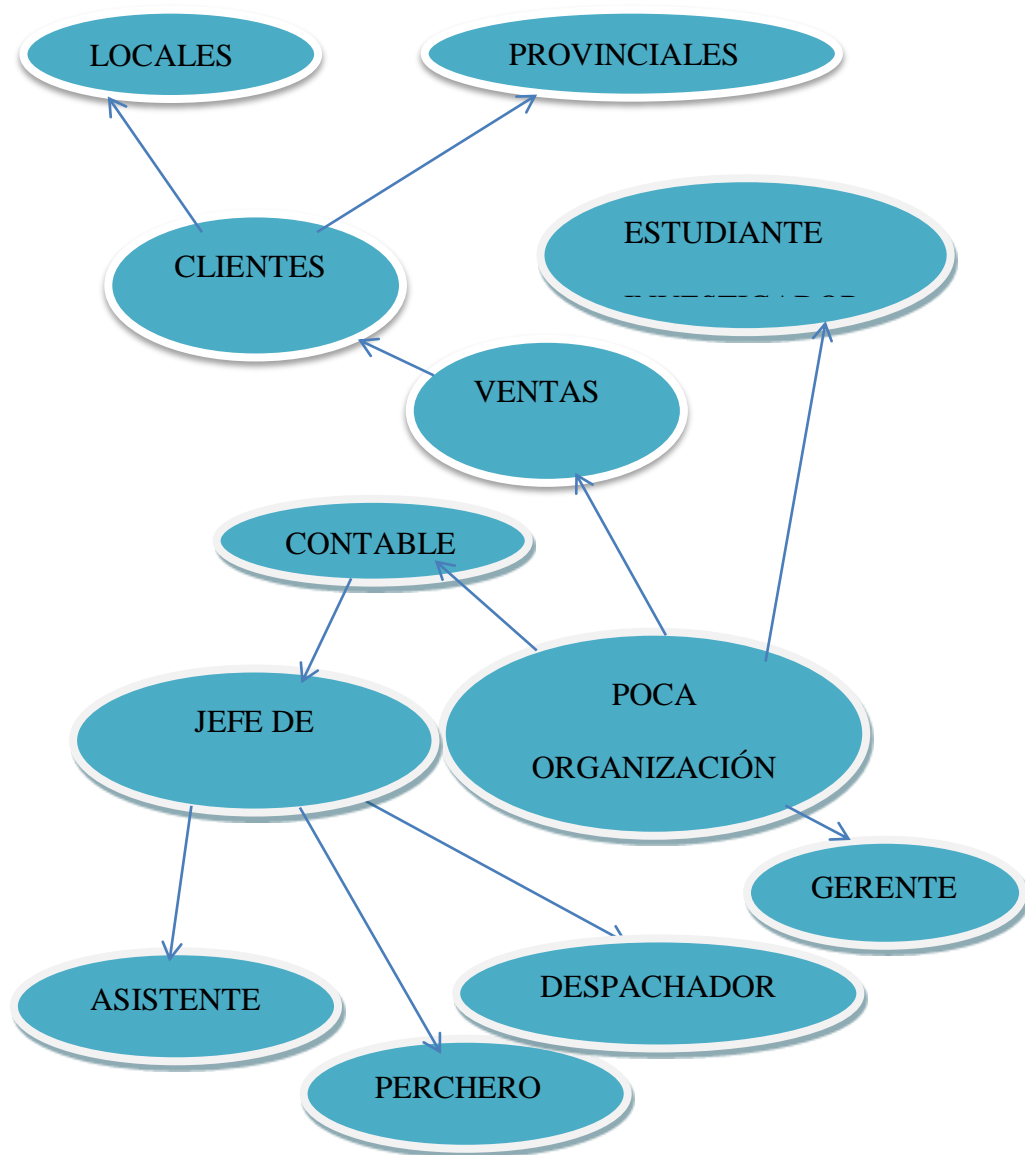 LOCALES
PROVINCIALES
CLIENTES
ESTUDIANTE
VENTAS
CONTABLE
JEFE DE
POCA
ORGANIZACIÓN
GERENTE
ASISTENTE
DESPACHADOR
PERCHERO